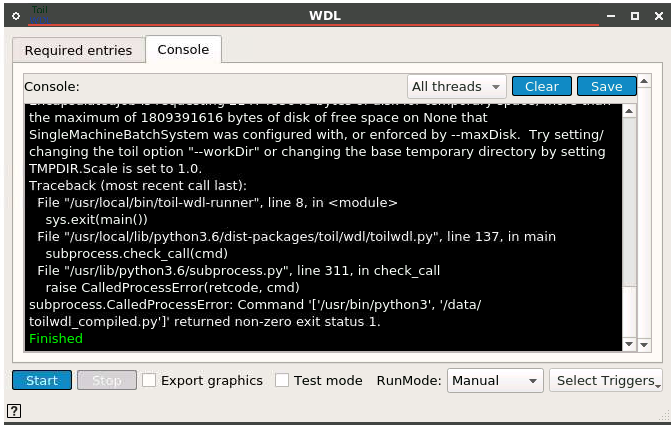 Toil
WDL
Required entries
Console
Console:
All threads
Clear
Save
the maximum of 1809391616 bytes of disk of free space on None that
SingleMachineBatchSystem was configured with, or enforced by --maxDisk.  Try setting/
changing the toil option "--workDir" or changing the base temporary directory by setting
TMPDIR.Scale is set to 1.0.
Traceback (most recent call last):
  File "/usr/local/bin/toil-wdl-runner", line 8, in <module>
    sys.exit(main())
  File "/usr/local/lib/python3.6/dist-packages/toil/wdl/toilwdl.py", line 137, in main
    subprocess.check_call(cmd)
  File "/usr/lib/python3.6/subprocess.py", line 311, in check_call
    raise CalledProcessError(retcode, cmd)
subprocess.CalledProcessError: Command '['/usr/bin/python3', '/data/
toilwdl_compiled.py']' returned non-zero exit status 1.
Finished
Start
Stop
Export graphics
Test mode
RunMode:
Manual
Select Triggers
?